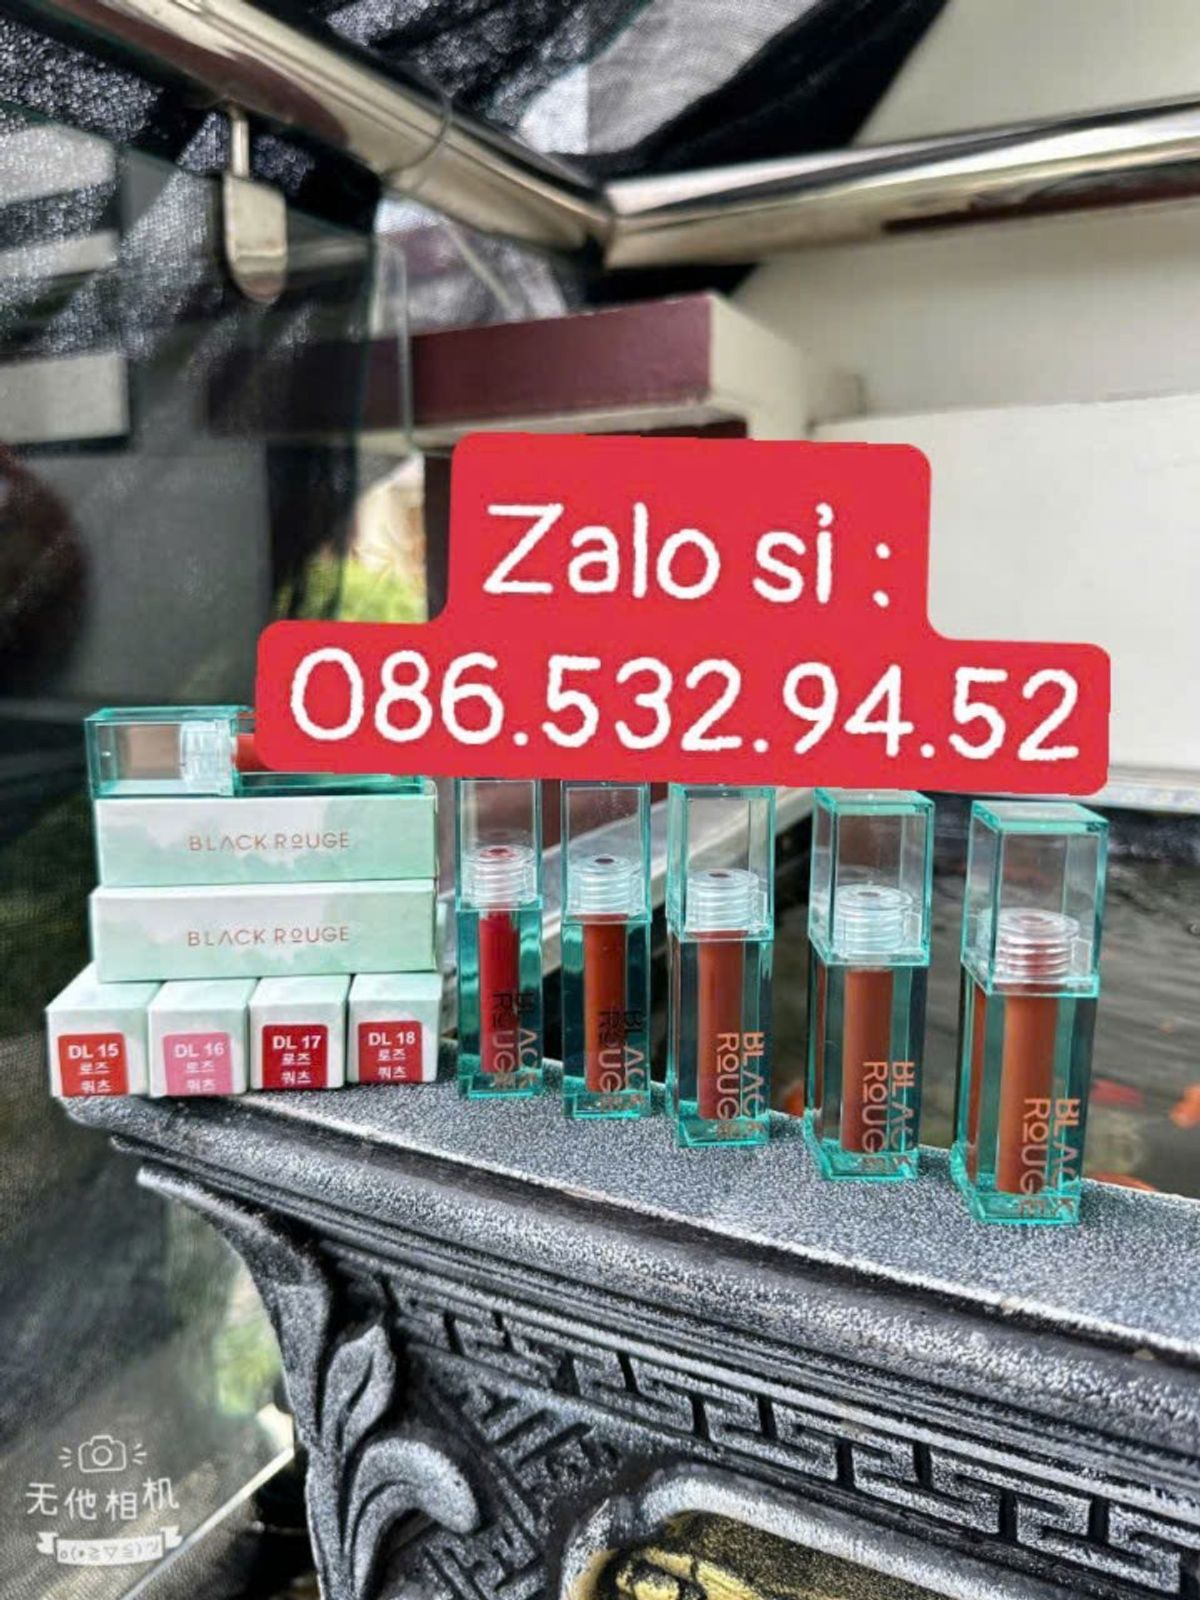 Zalo sỉ :
086.532.94.52
BLACK ROUGE
BLACK ROUGE
DL 15
로즈
쿼츠
DL 16
로즈
쿼츠
DL 17
로즈
쿼츠
DL 18
로즈
쿼츠
BLACK
ROUGE
BLACK
ROUGE
BLACK
ROUGE
BLACK
ROUGE
BLACK
ROUGE
无他相机